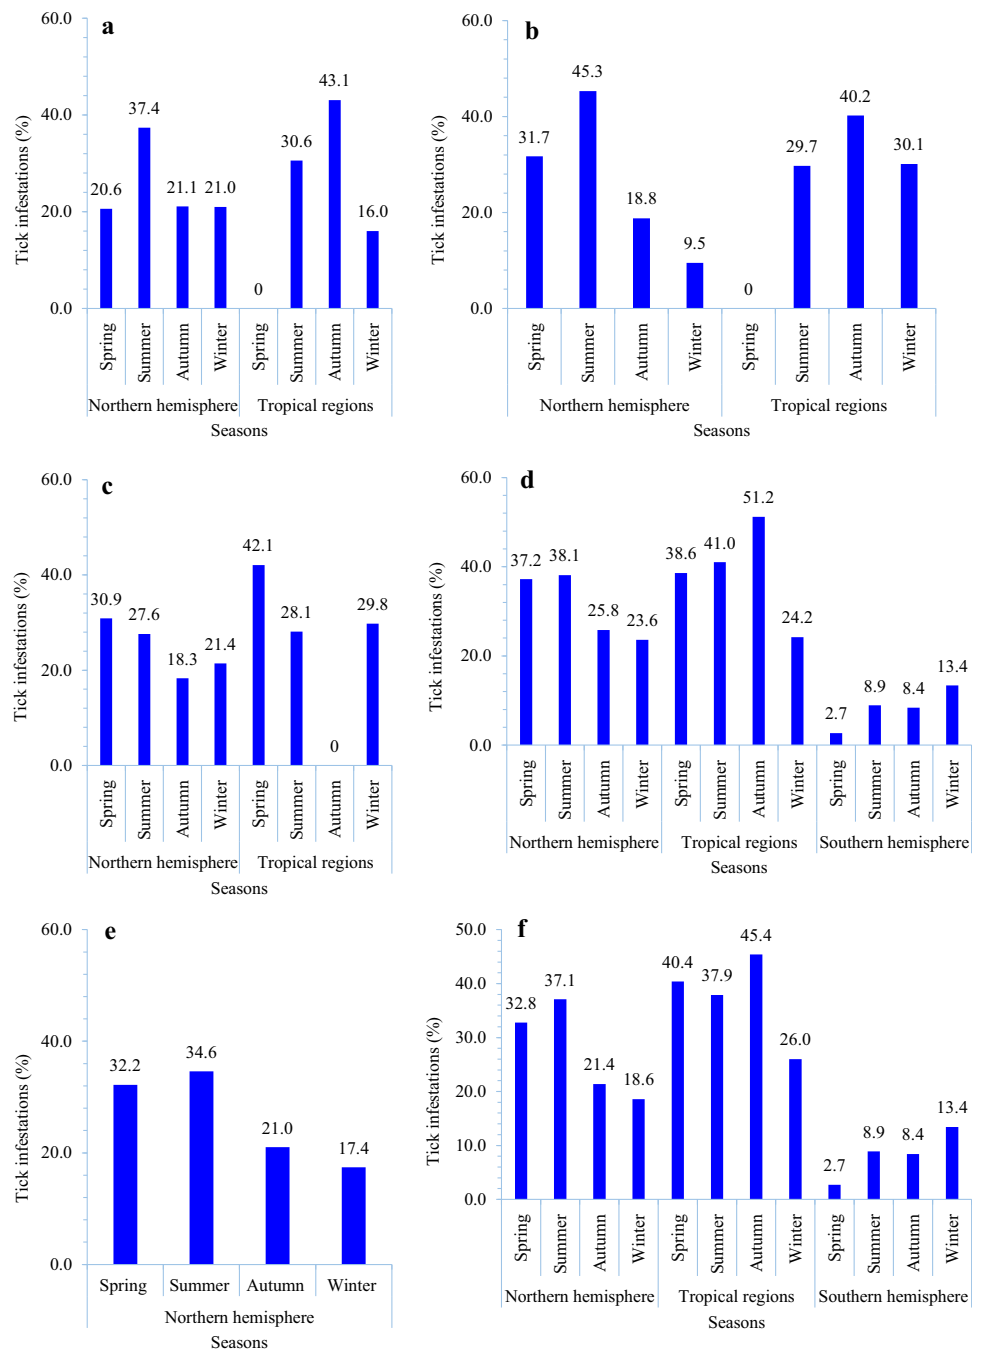 a
60.0
40.0
20.0
0.0
Tick infestations (%)
20.6
37.4
21.1
21.0
0
30.6
43.1
16.0
Spring
Summer
Autumn
Winter
Spring
Summer
Autumn
Winter
Northern hemisphere
Tropical regions
Seasons
b
60.0
40.0
20.0
0.0
Tick infestations (%)
31.7
45.3
18.8
9.5
0
29.7
40.2
30.1
Spring
Summer
Autumn
Winter
Spring
Summer
Autumn
Winter
Northern hemisphere
Tropical regions
Seasons
c
60.0
40.0
20.0
0.0
Tick infestations (%)
30.9
27.6
18.3
21.4
42.1
28.1
0
29.8
Spring
Summer
Autumn
Winter
Spring
Summer
Autumn
Winter
Northern hemisphere
Tropical regions
Seasons
d
60.0
40.0
20.0
0.0
Tick infestations (%)
37.2
38.1
25.8
23.6
38.6
41.0
51.2
24.2
2.7
8.9
8.4
13.4
Spring
Summer
Autumn
Winter
Spring
Summer
Autumn
Winter
Spring
Summer
Autumn
Winter
Northern hemisphere
Tropical regions
Southern hemisphere
Seasons
e
60.0
40.0
20.0
0.0
Tick infestations (%)
32.2
34.6
21.0
17.4
Spring
Summer
Autumn
Winter
Northern hemisphere
Seasons
f
50.0
40.0
30.0
20.0
10.0
0.0
Tick infestations (%)
32.8
37.1
21.4
18.6
40.4
37.9
45.4
26.0
2.7
8.9
8.4
13.4
Spring
Summer
Autumn
Winter
Spring
Summer
Autumn
Winter
Spring
Summer
Autumn
Winter
Northern hemisphere
Tropical regions
Southern hemisphere
Seasons